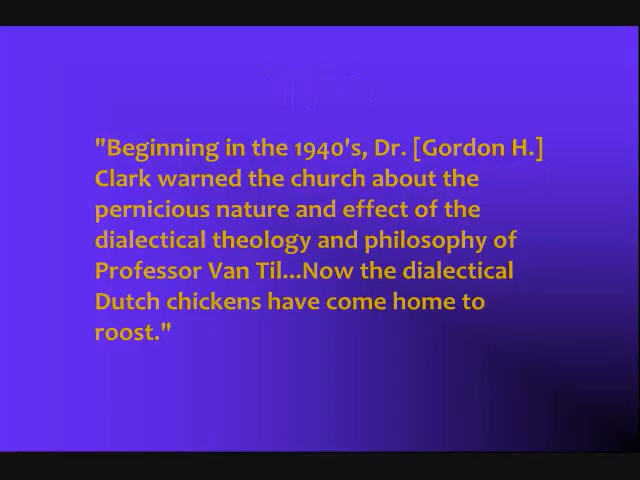 "Beginning in the 1940's, Dr. [Gordon H.]
Clark warned the church about the
pernicious nature and effect of the
dialectical theology and philosophy of
Professor Van Til...Now the dialectical
Dutch chickens have come home to
roost."